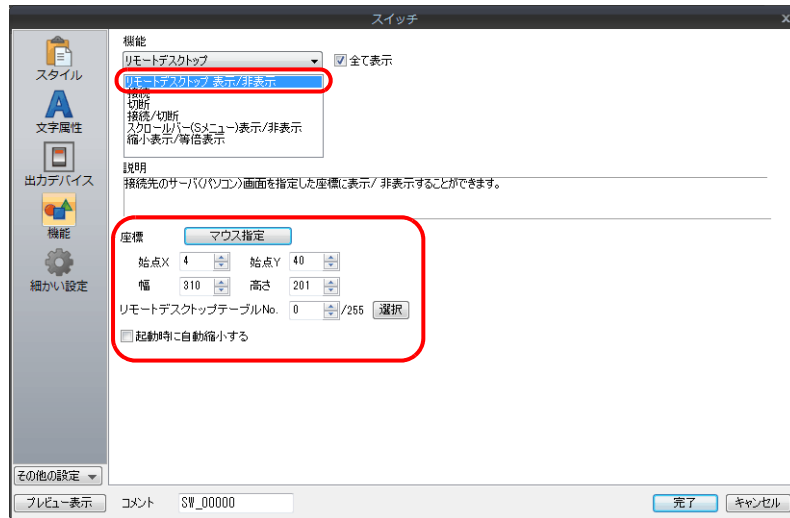 スイッチ
x
スタイル
文字属性
出力デバイス
機能
細かい設定
その他の設定
プレビュー表示
機能
リモートデスクトップ
全て表示
リモートデスクトップ 表示/非表示
接続
切断
接続/切断
スクロールバー(Sメニュー)表示/非表示
縮小表示/等倍表示
説明
接続先のサーバ(パソコン)画面を指定した座標に表示/ 非表示することができます。
座標 マウス指定
始点X 4 始点Y 40
幅 310 高さ 201
リモートデスクトップテーブルNo. 0 /255 選択
起動時に自動縮小する
コメント SW_00000
完了 キャンセル